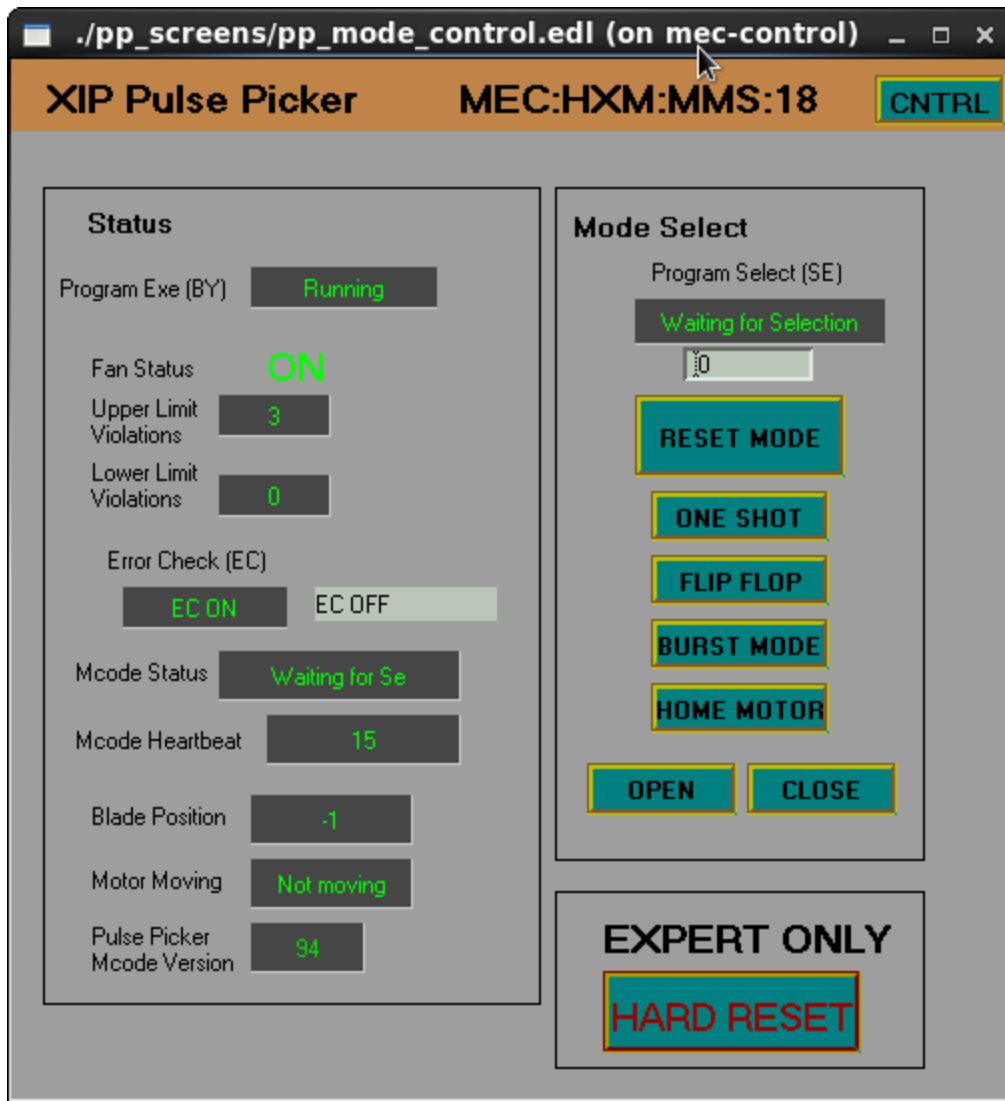 ./pp_screens/pp_mode_control.edl (on mec-control)
XIP Pulse Picker MEC:HXM:MMS:18 CNTRL
Status
Program Exe (BY) Running
Fan Status ON
Upper Limit
Violations 3
Lower Limit
Violations 0
Error Check (EC)
EC ON EC OFF
Mcode Status Waiting for Se
Mcode Heartbeat 15
Blade Position -1
Motor Moving Not moving
Pulse Picker
Mcode Version 94
Mode Select
Program Select (SE)
Waiting for Selection
0
RESET MODE
ONE SHOT
FLIP FLOP
BURST MODE
HOME MOTOR
OPEN CLOSE
EXPERT ONLY
HARD RESET